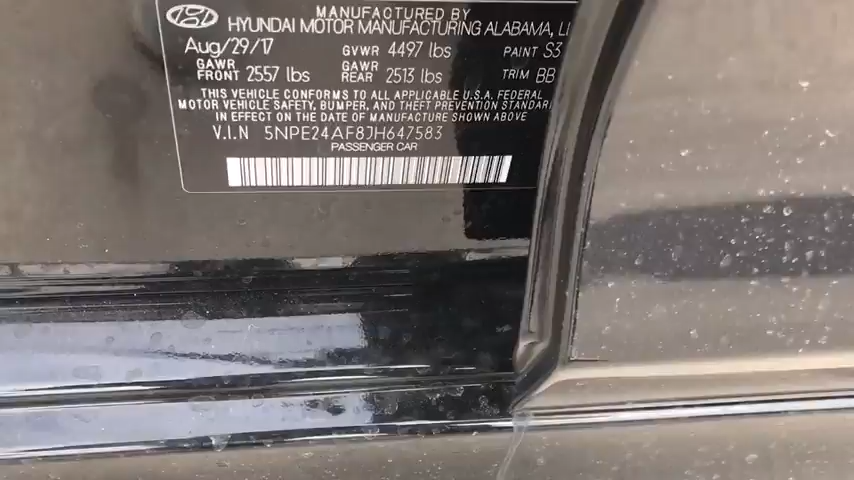 MANUFACTURED BY
HYUNDAI MOTOR MANUFACTURING ALABAMA,
Aug/29/17 GVWR 4497 lbs PAINT S3
GAWR FRONT 2557 lbs GAWR REAR 2513 lbs TRIM BB
THIS VEHICLE CONFORMS TO ALL APPLICABLE U.S.A. FEDERAL
MOTOR VEHICLE SAFETY, BUMPER, AND THEFT PREVENTION STANDAR
IN EFFECT ON THE DATE OF MANUFACTURE SHOWN ABOVE
V.I.N 5NPE24AF8JH647583
PASSENGER CAR